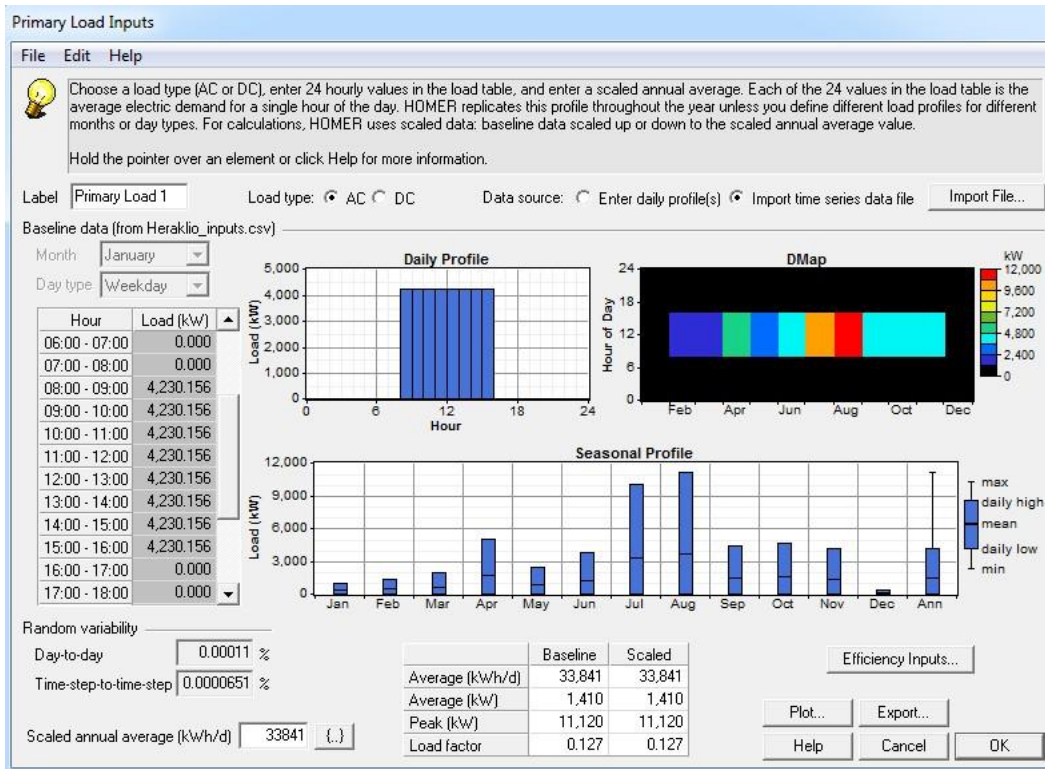 Primary Load Inputs
File Edit Help
Choose a load type (AC or DC), enter 24 hourly values in the load table, and enter a scaled annual average. Each of the 24 values in the load table is the
average electric demand for a single hour of the day. HOMER replicates this profile throughout the year unless you define different load profiles for different
months or day types. For calculations, HOMER uses scaled data: baseline data scaled up or down to the scaled annual average value.
Hold the pointer over an element or click Help for more information.
Label Primary Load 1 Load type: AC DC Data source: Enter daily profile(s) Import time series data file Import File...
Baseline data (from Heraklio_inputs.csv)
Month January
Day type Weekday
Hour Load (kW)
06:00 - 07:00 0.000
07:00 - 08:00 0.000
08:00 - 09:00 4,230.156
09:00 - 10:00 4,230.156
10:00 - 11:00 4,230.156
11:00 - 12:00 4,230.156
12:00 - 13:00 4,230.156
13:00 - 14:00 4,230.156
14:00 - 15:00 4,230.156
15:00 - 16:00 4,230.156
16:00 - 17:00 0.000
17:00 - 18:00 0.000
Daily Profile
Load (kW)
5,000
4,000
3,000
2,000
1,000
0
0 6 12 18 24
Hour
DMap
Hour of Day
24
18
12
6
0
Feb Apr Jun Aug Oct Dec
kW
12,000
9,600
7,200
4,800
2,400
0
Seasonal Profile
Load (kW)
12,000
9,000
6,000
3,000
0
Jan Feb Mar Apr May Jun Jul Aug Sep Oct Nov Dec Ann
max
daily high
mean
daily low
min
Random variability
Day-to-day 0.00011 %
Time-step-to-time-step 0.0000651 %
Scaled annual average (kWh/d) 33841 {..}
Baseline Scaled
Average (kWh/d) 33,841 33,841
Average (kW) 1,410 1,410
Peak (kW) 11,120 11,120
Load factor 0.127 0.127
Efficiency Inputs...
Plot... Export...
Help Cancel OK